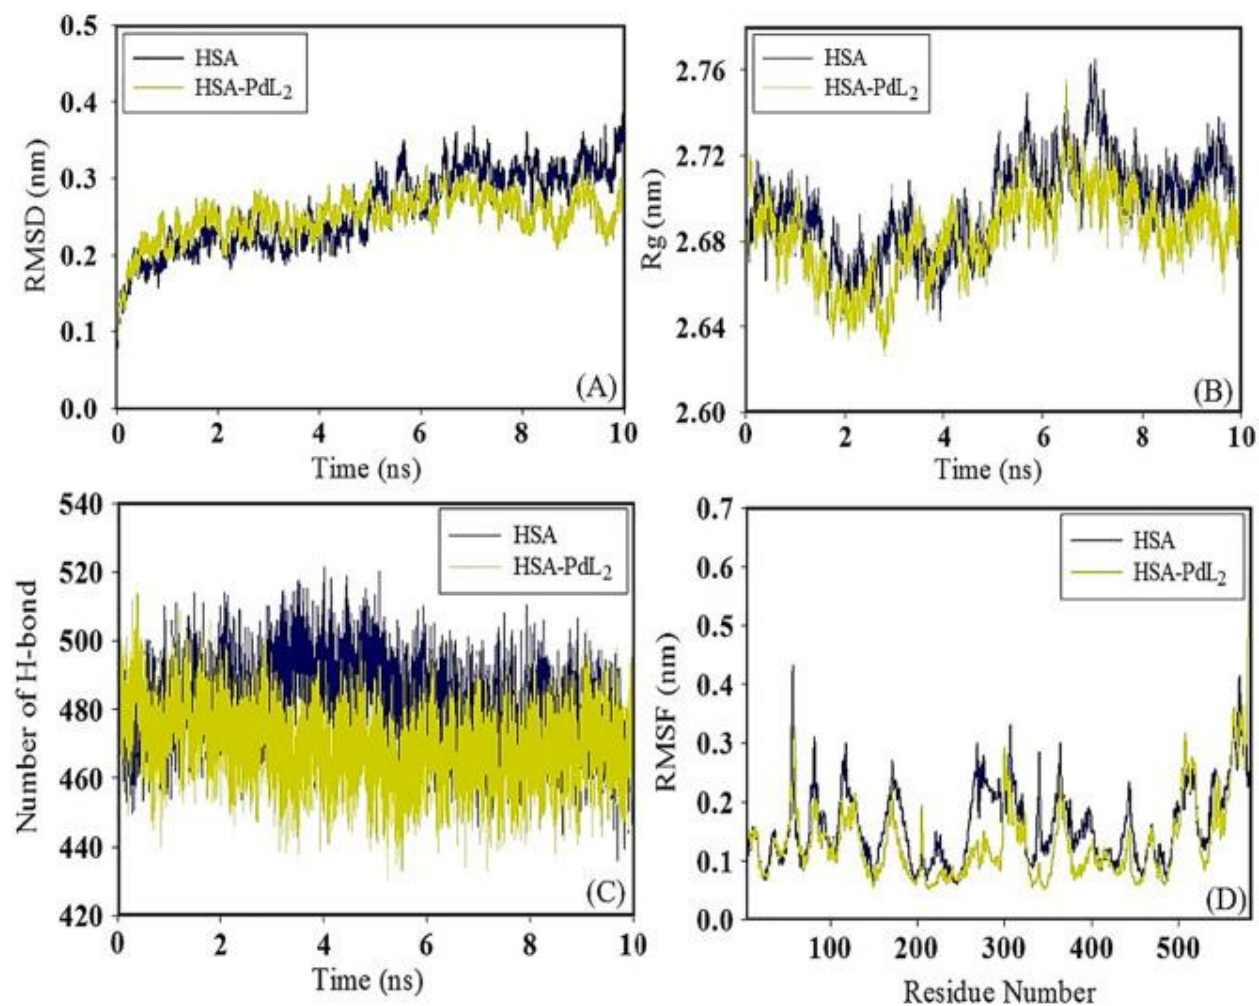 0.5
0.4
0.3
0.2
0.1
0.0
RMSD (nm)
HSA
HSA-PdL₂
(A)
0 2 4 6 8 10
Time (ns)
2.76
2.72
2.68
2.64
2.60
Rg (nm)
HSA
HSA-PdL₂
(B)
0 2 4 6 8 10
Time (ns)
540
520
500
480
460
440
420
Number of H-bond
HSA
HSA-PdL₂
(C)
0 2 4 6 8 10
Time (ns)
0.7
0.6
0.5
0.4
0.3
0.2
0.1
0.0
RMSF (nm)
HSA
HSA-PdL₂
(D)
100 200 300 400 500
Residue Number